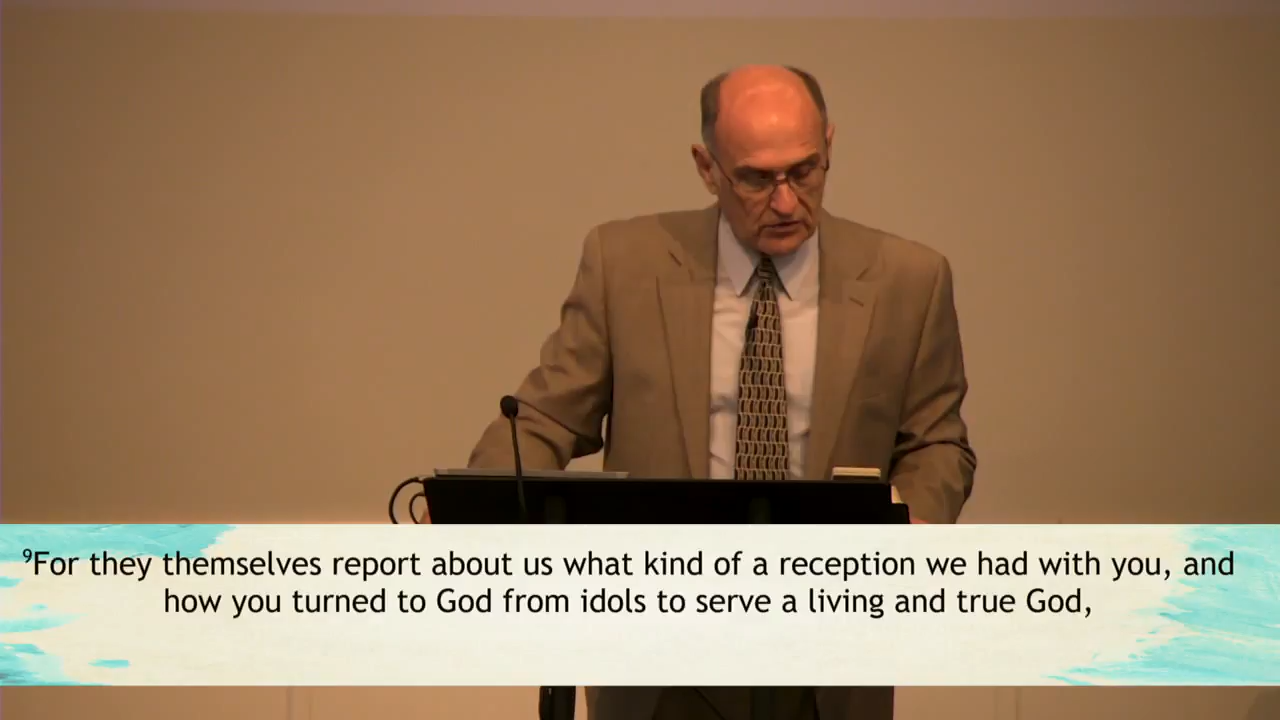 ⁹For they themselves report about us what kind of a reception we had with you, and
how you turned to God from idols to serve a living and true God,